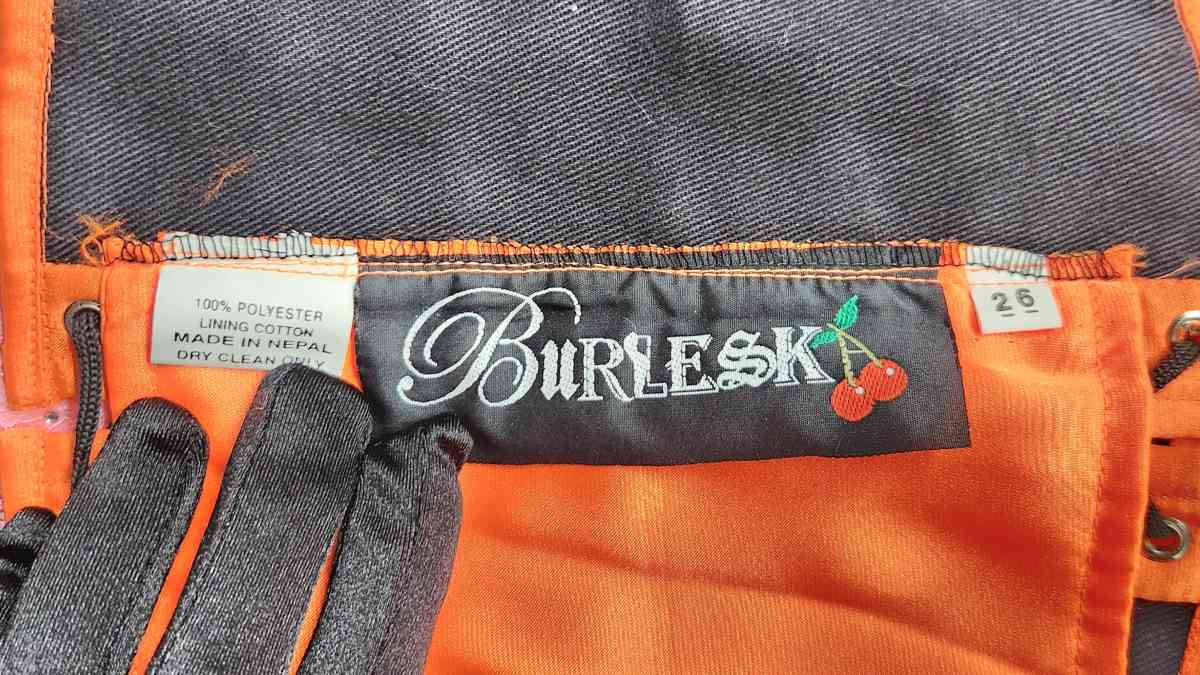 100% POLYESTER
LINING COTTON
MADE IN NEPAL
DRY CLEAN ONLY
BURLESK
26